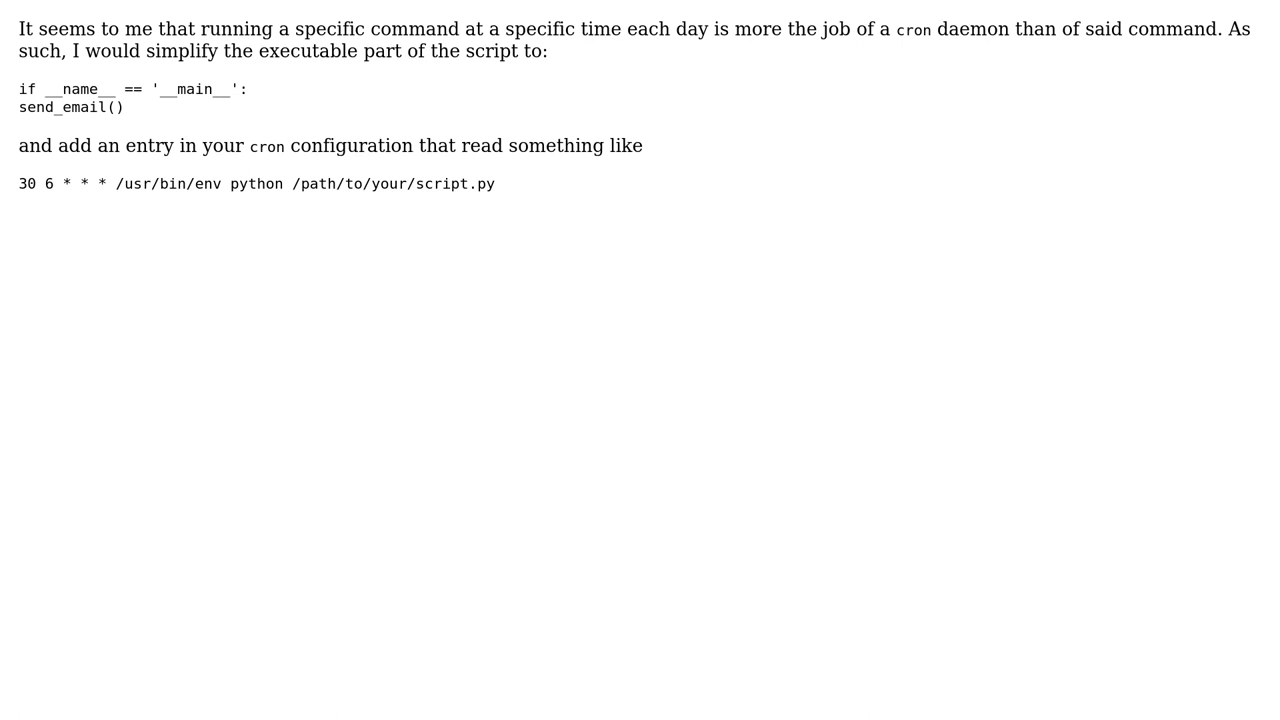 It seems to me that running a specific command at a specific time each day is more the job of a cron daemon than of said command. As
such, I would simplify the executable part of the script to:
if __name__ == '__main__':
send_email()
and add an entry in your cron configuration that read something like
30 6 * * * /usr/bin/env python /path/to/your/script.py